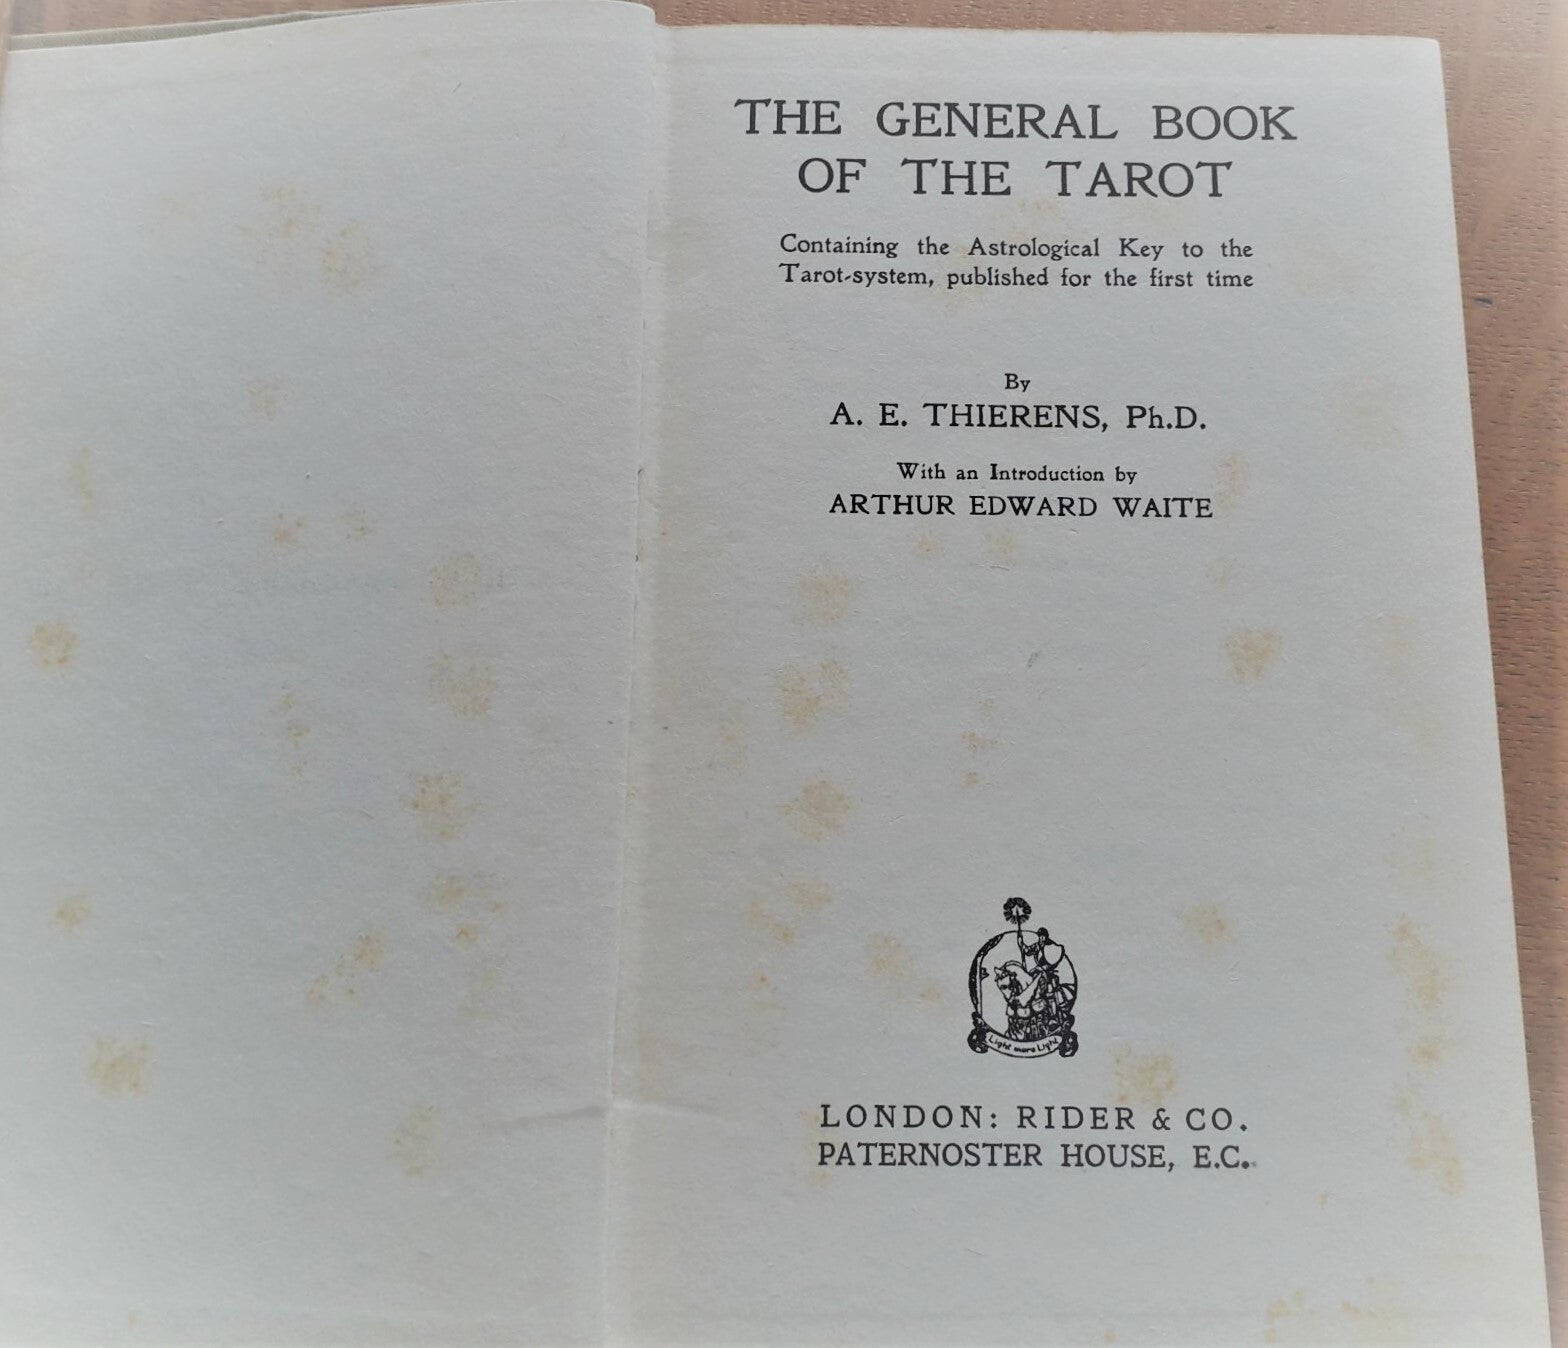 THE GENERAL BOOK
OF THE TAROT
Containing the Astrological Key to the
Tarot-system, published for the first time
By
A. E. THIERENS, Ph.D.
With an Introduction by
ARTHUR EDWARD WAITE
Light more Light
LONDON: RIDER & CO.
PATERNOSTER HOUSE, E.C.